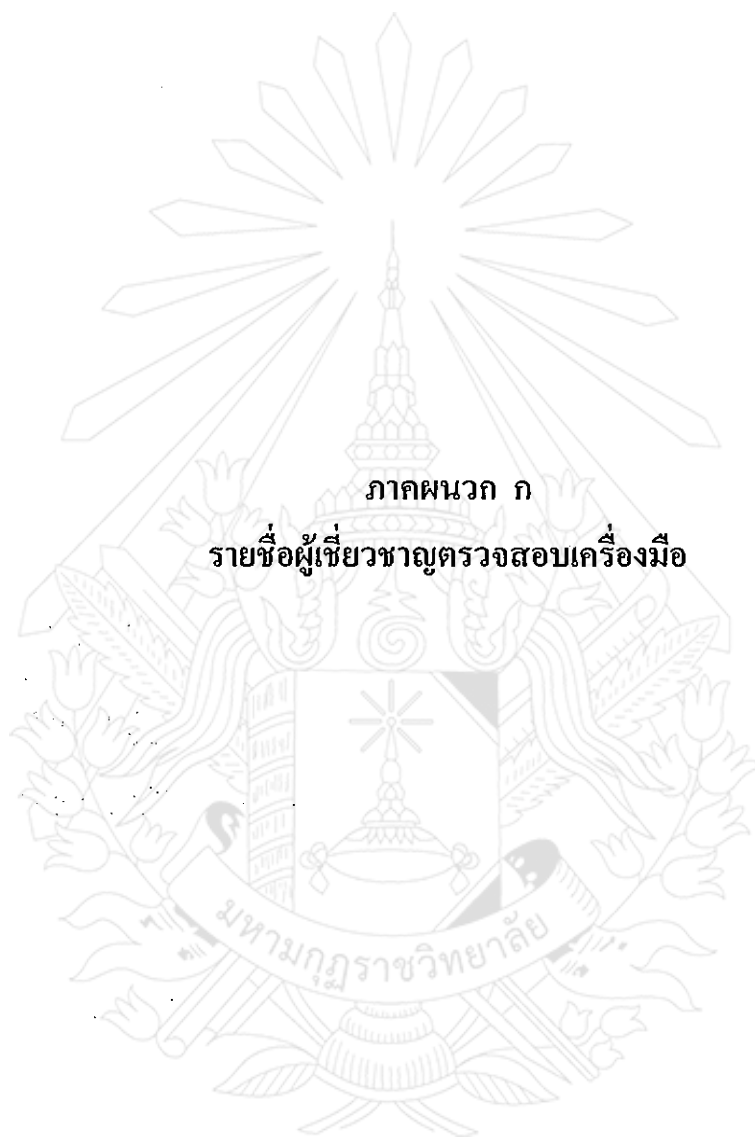 ภาคผนวก ก
รายชื่อผู้เชี่ยวชาญตรวจสอบเครื่องมือ
มหามกุฏราชวิทยาลัย